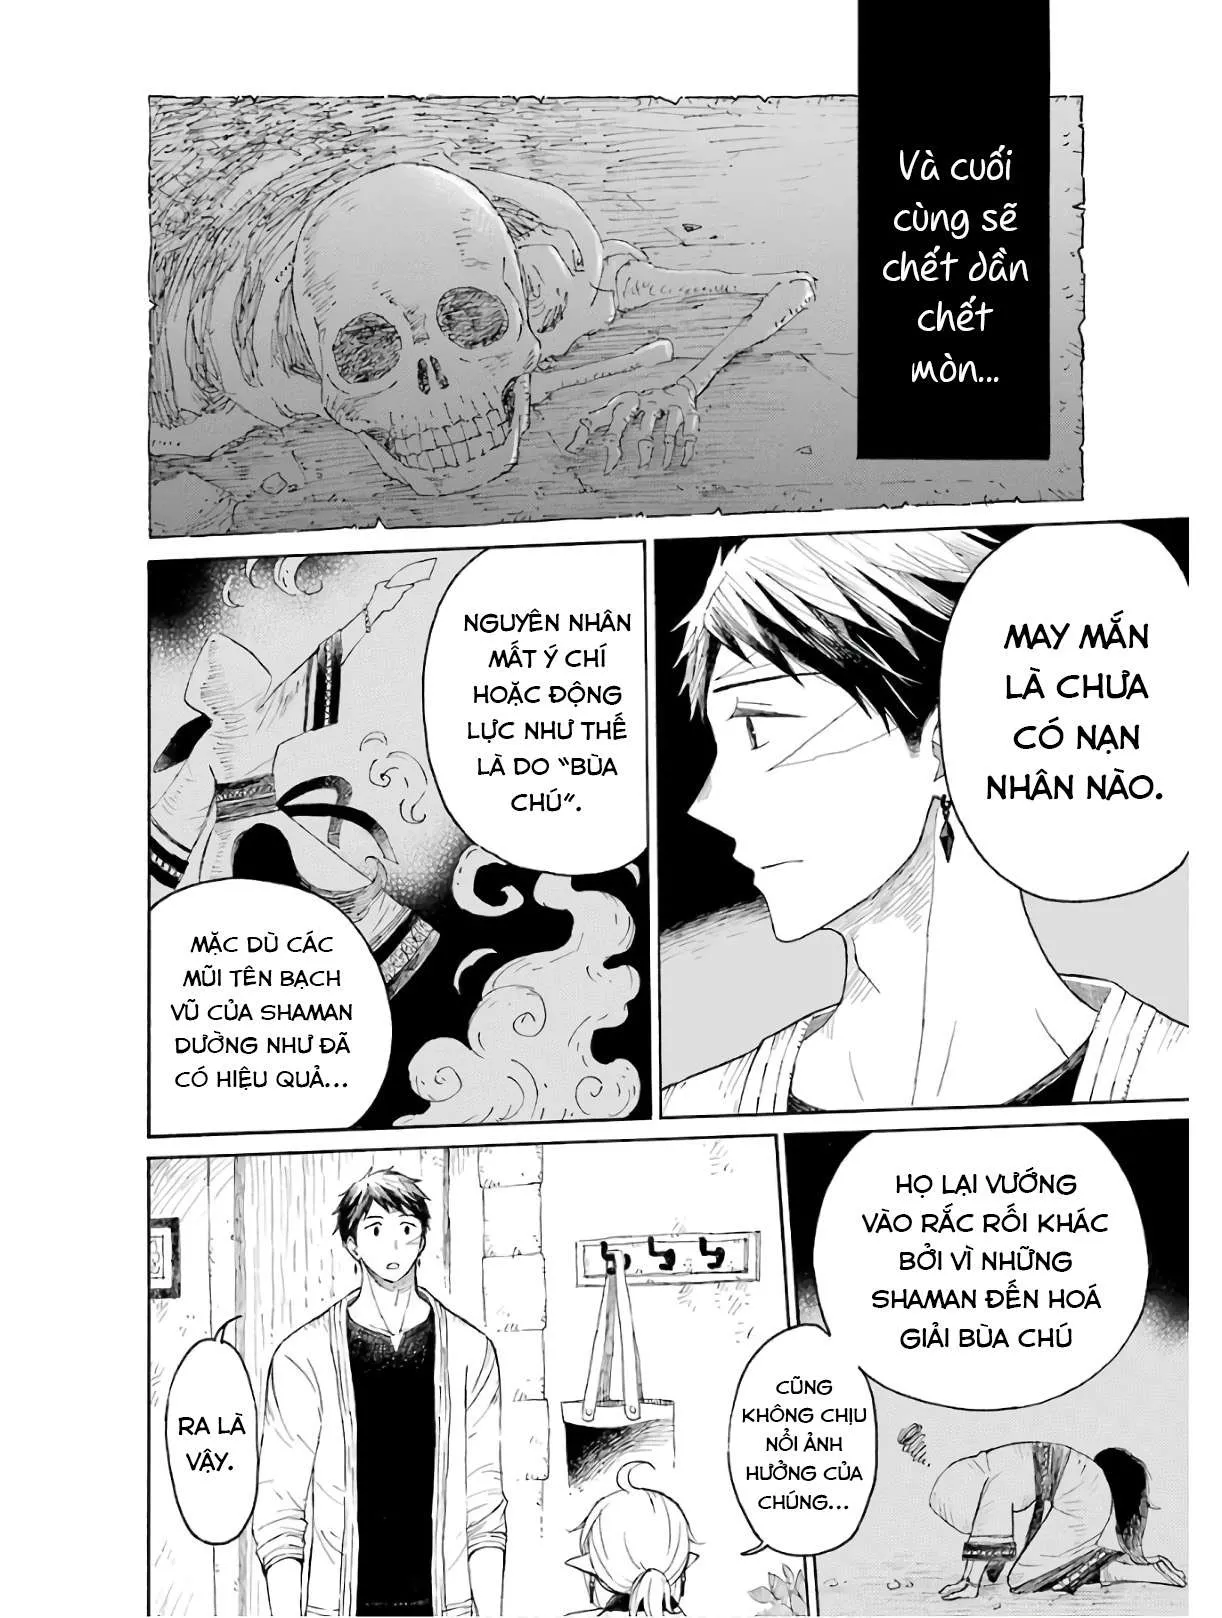 Và cuối
cùng sẽ
chết dần
chết
mòn...
MAY MẮN
LÀ CHƯA
CÓ NẠN
NHÂN NÀO.
NGUYÊN NHÂN
MẤT Ý CHÍ
HOẶC ĐỘNG
LỰC NHƯ THẾ
LÀ DO "BÙA
CHÚ".
MẶC DÙ CÁC
MŨI TÊN BẠCH
VŨ CỦA SHAMAN
DƯỜNG NHƯ ĐÃ
CÓ HIỆU QUẢ...
HỌ LẠI VƯỚNG
VÀO RẮC RỐI KHÁC
BỞI VÌ NHỮNG
SHAMAN ĐẾN HOÁ
GIẢI BÙA CHÚ
CŨNG
KHÔNG CHỊU
NỔI ẢNH
HƯỞNG CỦA
CHÚNG...
RA LÀ
VẬY.